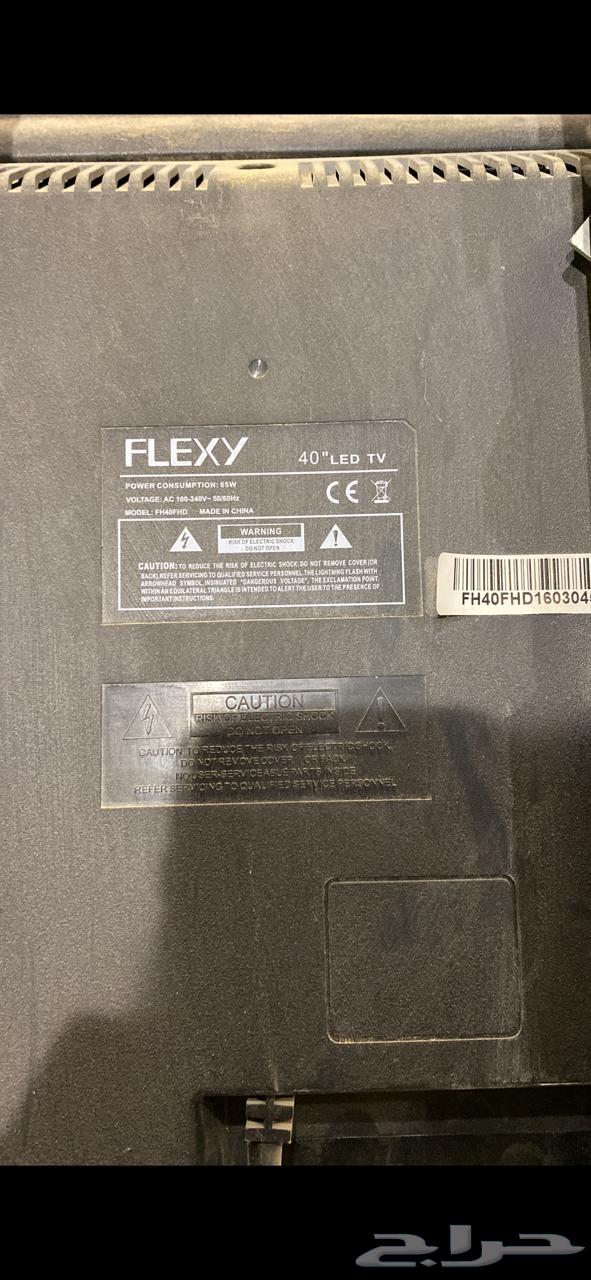 FLEXY
40" LED TV
POWER CONSUMPTION: 65W
VOLTAGE: AC 100-240V~ 50/60Hz
MODEL: FH40FHD MADE IN CHINA
WARNING
RISK OF ELECTRIC SHOCK
DO NOT OPEN
CAUTION: TO REDUCE THE RISK OF ELECTRIC SHOCK. DO NOT REMOVE COVER (OR
BACK). REFER SERVICING TO QUALIFIED SERVICE PERSONNEL. THE LIGHTNING FLASH WITH
ARROWHEAD SYMBOL, INSINUATED "DANGEROUS VOLTAGE", THE EXCLAMATION POINT
WITHIN AN EQUILATERAL TRIANGLE IS INTENDED TO ALERT THE USER TO THE PRESENCE OF
IMPORTANT INSTRUCTIONS.
FH40FHD160304
CAUTION
RISK OF ELECTRIC SHOCK
DO NOT OPEN
CAUTION: TO REDUCE THE RISK OF ELECTRIC SHOCK,
DO NOT REMOVE COVER (OR BACK).
NO USER-SERVICEABLE PARTS INSIDE
REFER SERVICING TO QUALIFIED SERVICE PERSONNEL
حراج